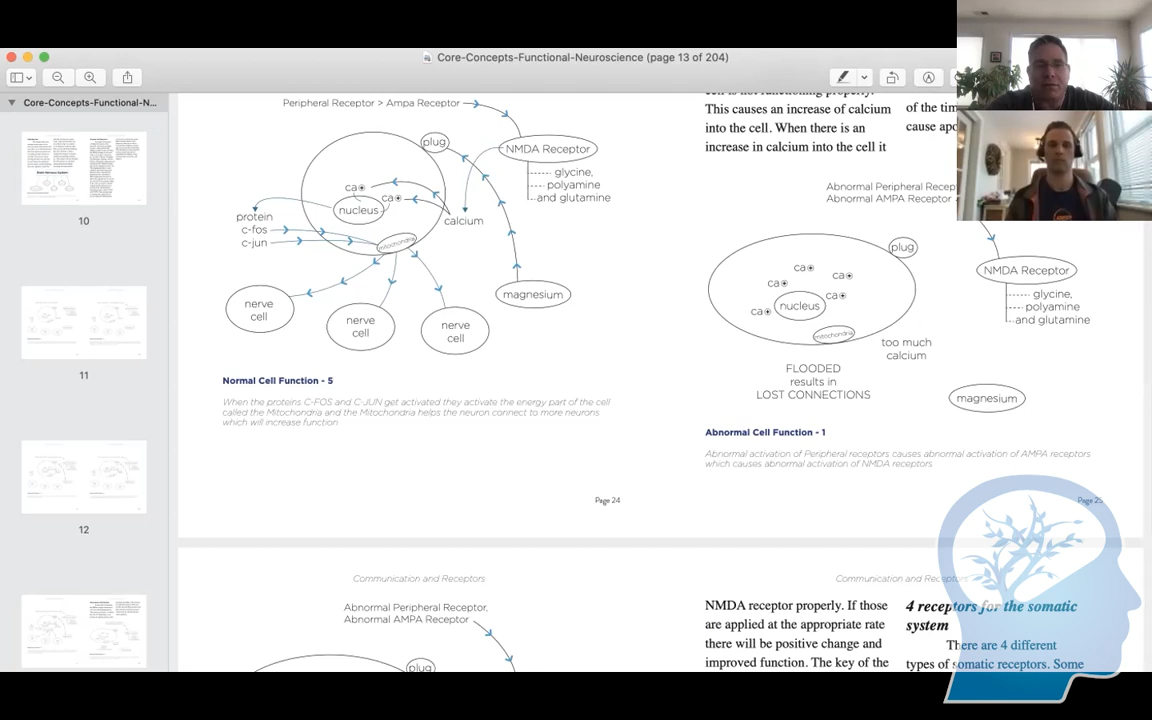 Core-Concepts-Functional-Neuroscience (page 13 of 204)
Core-Concepts-Functional-N...
10
11
12
Peripheral Receptor > Ampa Receptor
plug
NMDA Receptor
glycine,
polyamine
and glutamine
ca+
ca+
nucleus
calcium
protein
c-fos
c-jun
mitochondria
magnesium
nerve
cell
nerve
cell
nerve
cell
Normal Cell Function - 5
When the proteins C-FOS and C-JUN get activated they activate the energy part of the cell
called the Mitochondria and the Mitochondria helps the neuron connect to more neurons
which will increase function
Page 24
cell is not functioning properly.
This causes an increase of calcium
into the cell. When there is an
increase in calcium into the cell it
of the tim
cause apo
Abnormal Peripheral Recep
Abnormal AMPA Receptor
plug
NMDA Receptor
glycine,
polyamine
and glutamine
ca+
ca+
ca+
ca+
ca+
nucleus
mitochondria
too much
calcium
FLOODED
results in
LOST CONNECTIONS
magnesium
Abnormal Cell Function - 1
Abnormal activation of Peripheral receptors causes abnormal activation of AMPA receptors
which causes abnormal activation of NMDA receptors
Page 25
Communication and Receptors
Abnormal Peripheral Receptor,
Abnormal AMPA Receptor
plug
Communication and Receptors
NMDA receptor properly. If those
are applied at the appropriate rate
there will be positive change and
improved function. The key of the
4 receptors for the somatic
system
There are 4 different
types of somatic receptors. Some